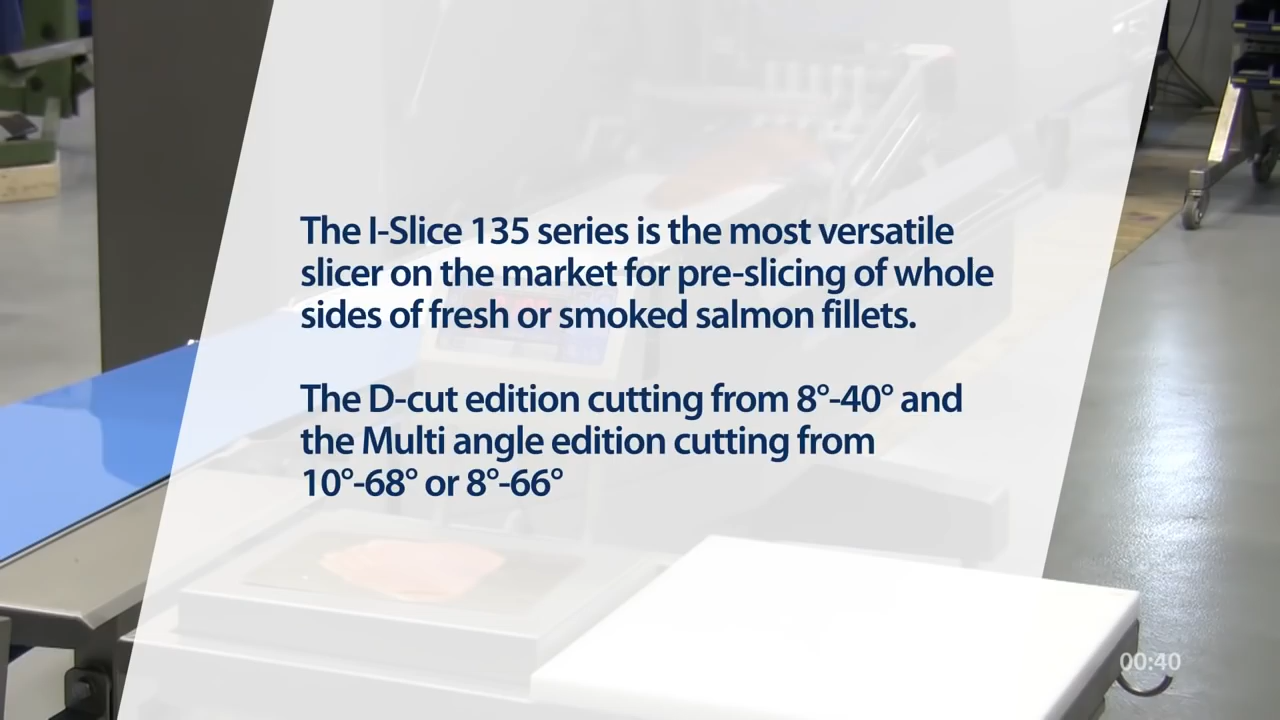 The I-Slice 135 series is the most versatile
slicer on the market for pre-slicing of whole
sides of fresh or smoked salmon fillets.
The D-cut edition cutting from 8°-40° and
the Multi angle edition cutting from
10°-68° or 8°-66°
00:40